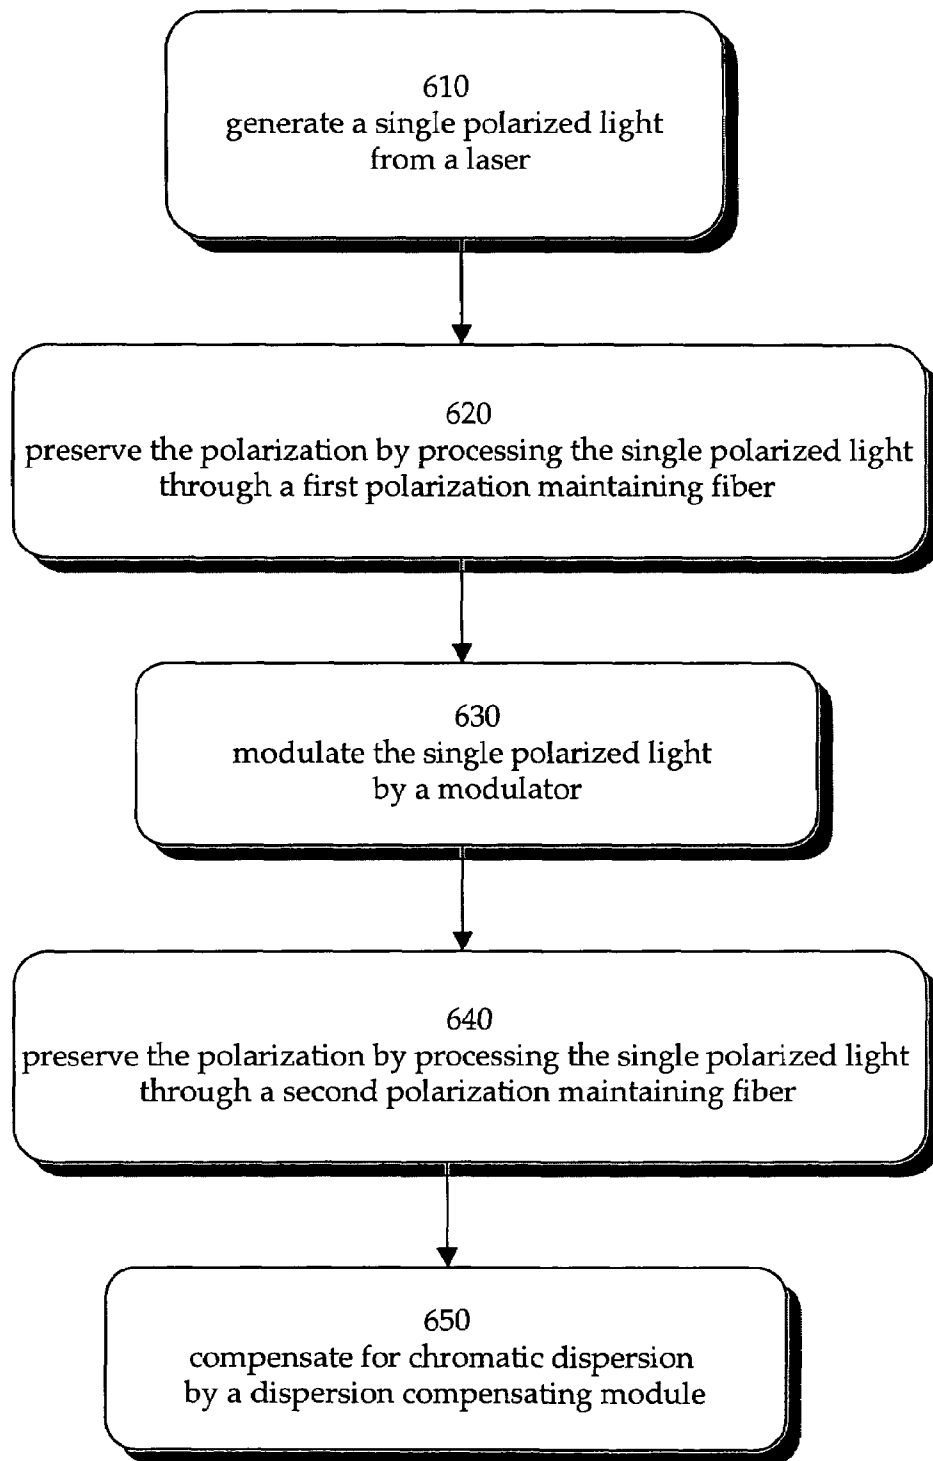 610
generate a single polarized light
from a laser
620
preserve the polarization by processing the single polarized light
through a first polarization maintaining fiber
630
modulate the single polarized light
by a modulator
640
preserve the polarization by processing the single polarized light
through a second polarization maintaining fiber
650
compensate for chromatic dispersion
by a dispersion compensating module